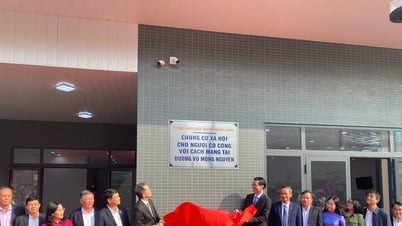 CHUNG CƯ XÃ HỘI
CHO NGƯỜI CÓ CÔNG
VỚI CÁCH MẠNG TẠI
ĐƯỜNG VŨ MỘNG NGUYÊN